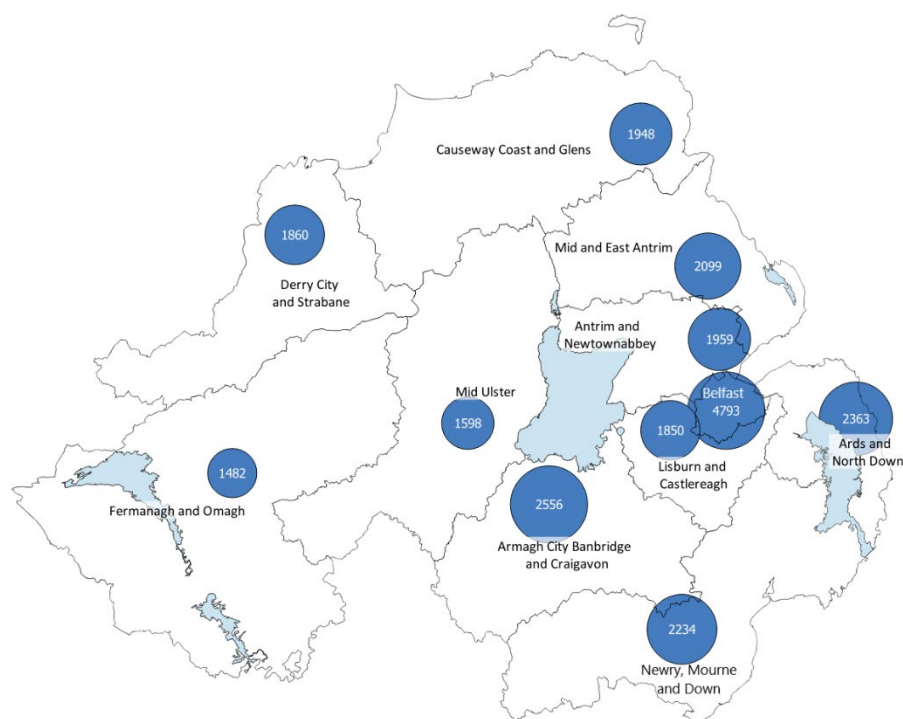 1948
Causeway Coast and Glens
1860
Derry City
and Strabane
Mid and East Antrim
2099
Antrim and
Newtownabbey
1959
Mid Ulster
1598
Belfast
4793
1850
Lisburn and
Castlereagh
2363
Ards and
North Down
1482
Fermanagh and Omagh
2556
Armagh City Banbridge
and Craigavon
2234
Newry, Mourne
and Down